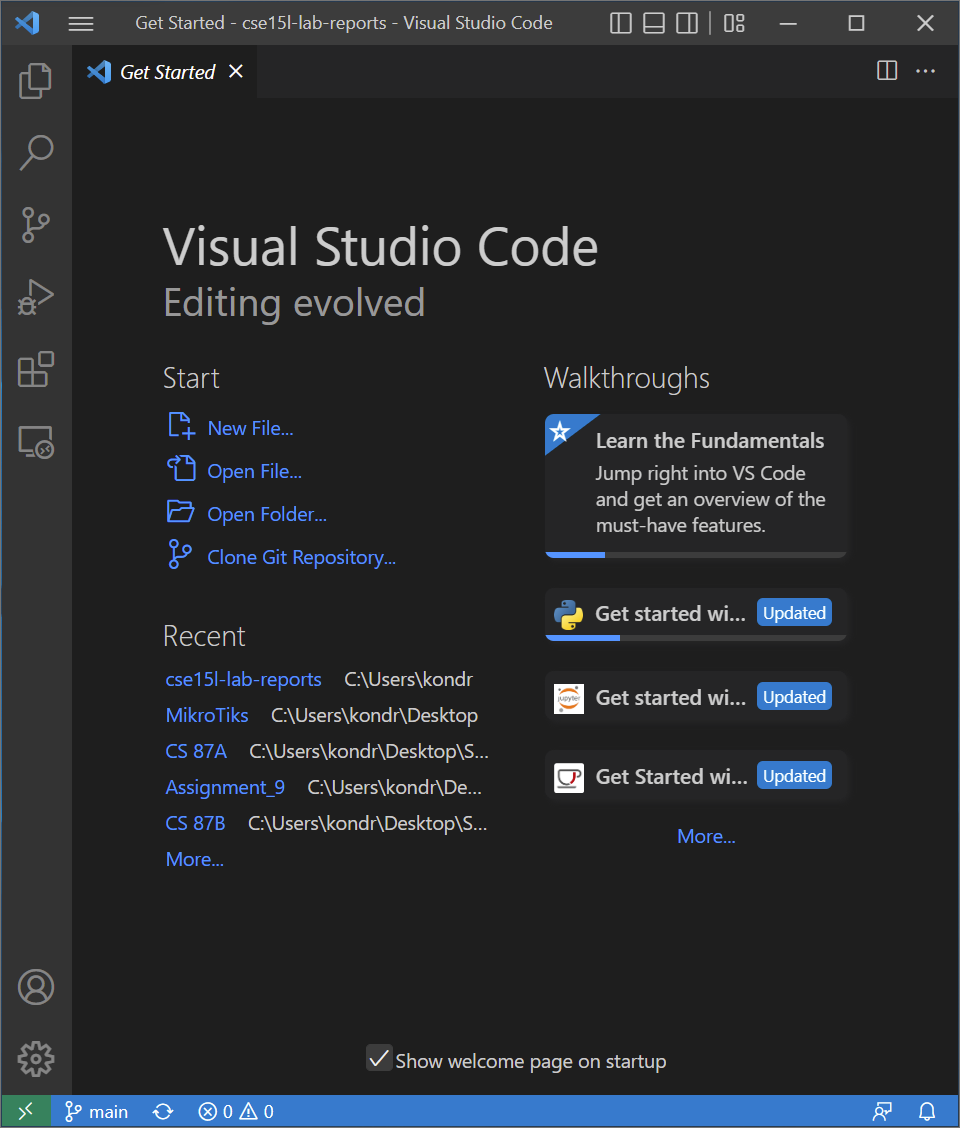 Get Started - cse15l-lab-reports - Visual Studio Code
Get Started
Visual Studio Code
Editing evolved
Start
New File...
Open File...
Open Folder...
Clone Git Repository...
Recent
cse15l-lab-reports C:\Users\kondr
MikroTiks C:\Users\kondr\Desktop
CS 87A C:\Users\kondr\Desktop\S...
Assignment_9 C:\Users\kondr\De...
CS 87B C:\Users\kondr\Desktop\S...
More...
Walkthroughs
Learn the Fundamentals
Jump right into VS Code
and get an overview of the
must-have features.
Get started wi... Updated
jupyter
Get started wi... Updated
Get Started wi... Updated
More...
Show welcome page on startup
main 0 0